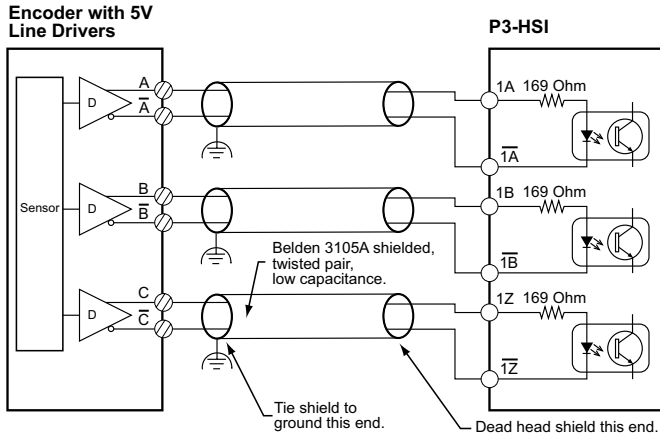 Encoder with 5V
Line Drivers
P3-HSI
Sensor
D
A
A̅
1A 169 Ohm
1A̅
D
B
B̅
1B 169 Ohm
1B̅
Belden 3105A shielded,
twisted pair,
low capacitance.
D
C
C̅
1Z 169 Ohm
1Z̅
Tie shield to
ground this end.
Dead head shield this end.